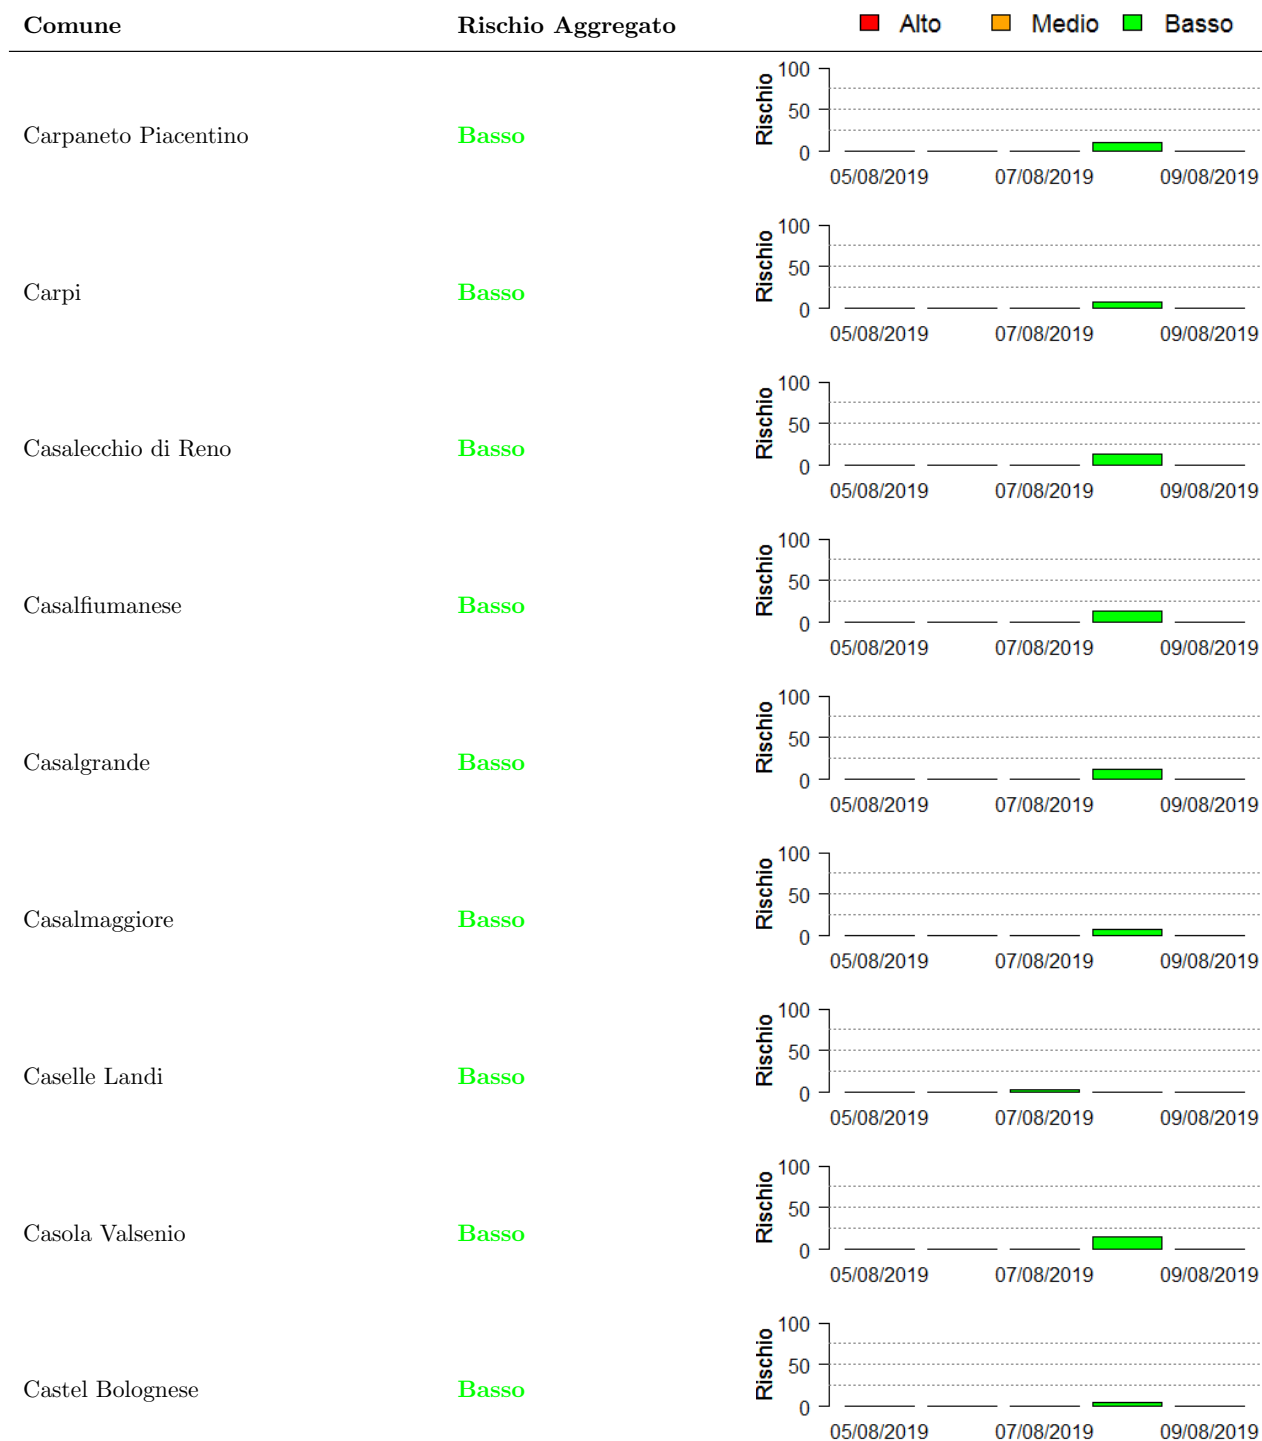 Comune Rischio Aggregato Alto Medio Basso
Carpaneto Piacentino Basso
Rischio
100
50
0
05/08/2019 07/08/2019 09/08/2019
Carpi Basso
Rischio
100
50
0
05/08/2019 07/08/2019 09/08/2019
Casalecchio di Reno Basso
Rischio
100
50
0
05/08/2019 07/08/2019 09/08/2019
Casalfiumanese Basso
Rischio
100
50
0
05/08/2019 07/08/2019 09/08/2019
Casalgrande Basso
Rischio
100
50
0
05/08/2019 07/08/2019 09/08/2019
Casalmaggiore Basso
Rischio
100
50
0
05/08/2019 07/08/2019 09/08/2019
Caselle Landi Basso
Rischio
100
50
0
05/08/2019 07/08/2019 09/08/2019
Casola Valsenio Basso
Rischio
100
50
0
05/08/2019 07/08/2019 09/08/2019
Castel Bolognese Basso
Rischio
100
50
0
05/08/2019 07/08/2019 09/08/2019